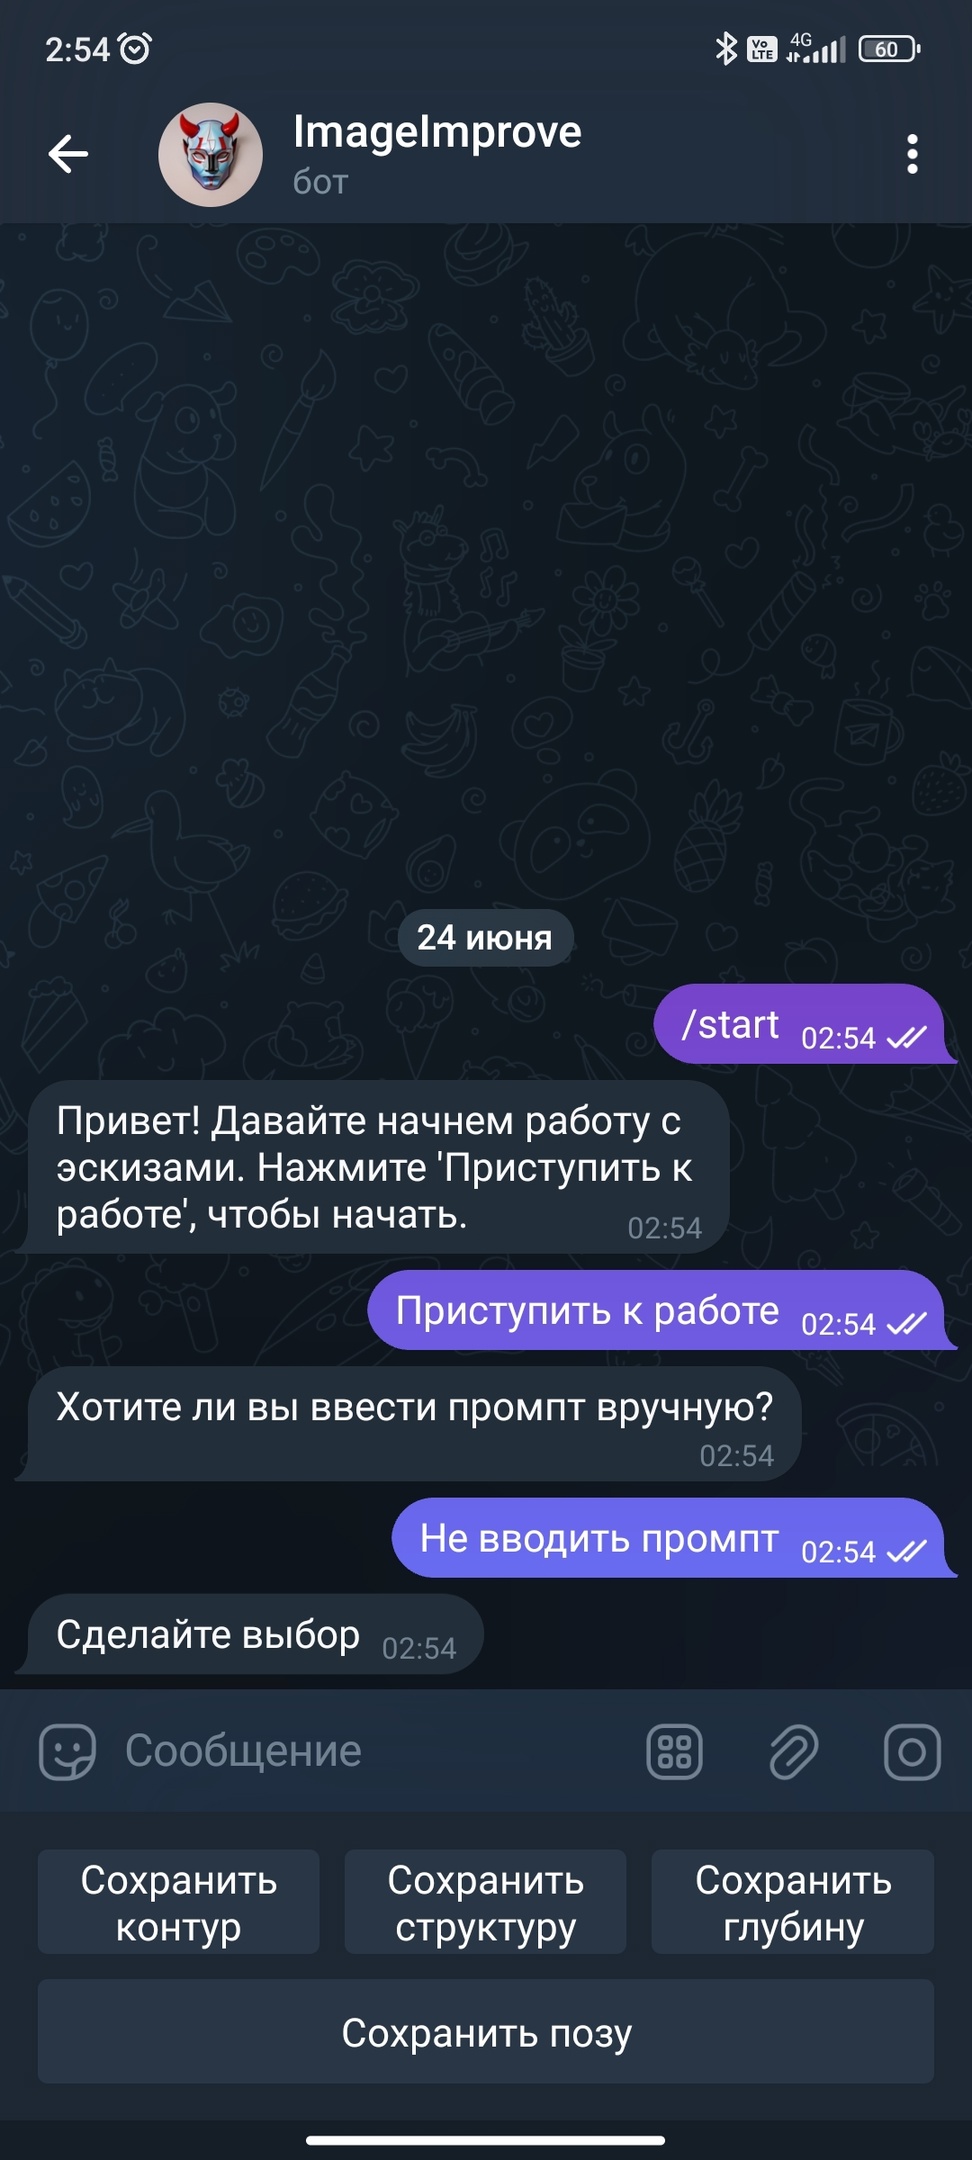 2:54
Vo LTE
4G
60
ImageImprove
бот
24 июня
/start 02:54
Привет! Давайте начнем работу с
эскизами. Нажмите 'Приступить к
работе', чтобы начать. 02:54
Приступить к работе 02:54
Хотите ли вы ввести промпт вручную?
02:54
Не вводить промпт 02:54
Сделайте выбор 02:54
Сообщение
Сохранить
контур
Сохранить
структуру
Сохранить
глубину
Сохранить позу